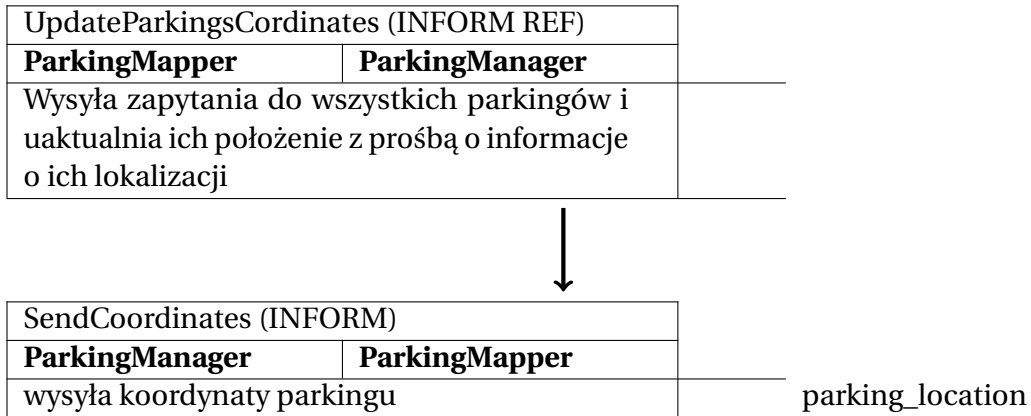 UpdateParkingsCordinates (INFORM REF)
ParkingMapper ParkingManager
Wysyła zapytania do wszystkich parkingów i
uaktualnia ich położenie z prośbą o informacje
o ich lokalizacji
SendCoordinates (INFORM)
ParkingManager ParkingMapper
wysyła koordynaty parkingu parking_location